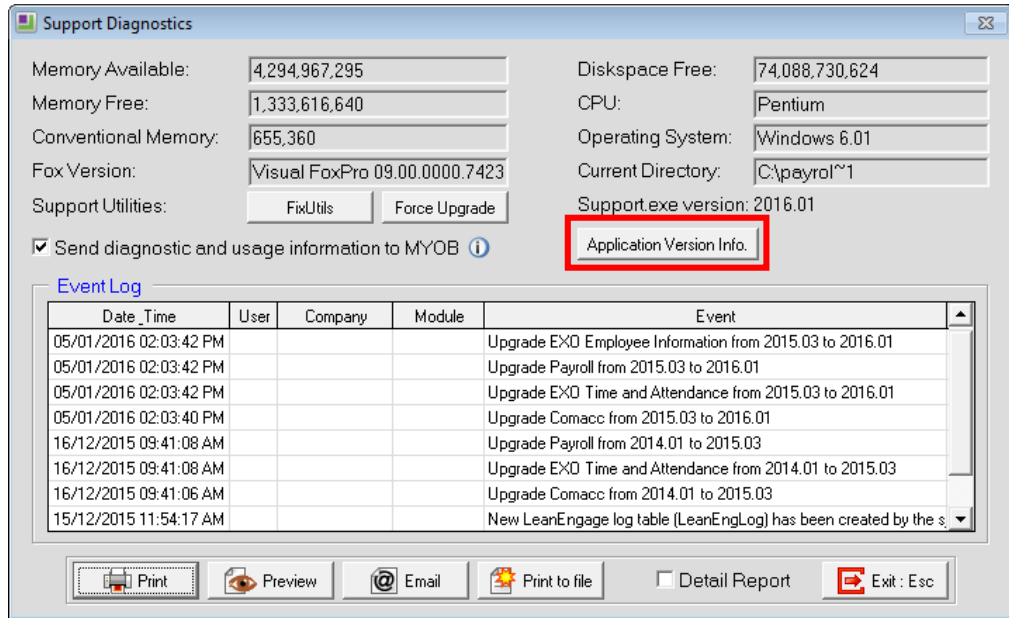 Support Diagnostics
Memory Available: 4,294,967,295 Diskspace Free: 74,088,730,624
Memory Free: 1,333,616,640 CPU: Pentium
Conventional Memory: 655,360 Operating System: Windows 6.01
Fox Version: Visual FoxPro 09.00.0000.7423 Current Directory: C:\payrol~1
Support Utilities: FixUtils Force Upgrade Support.exe version: 2016.01
Send diagnostic and usage information to MYOB Application Version Info.
Event Log
Date_Time User Company Module Event
05/01/2016 02:03:42 PM Upgrade EXO Employee Information from 2015.03 to 2016.01
05/01/2016 02:03:42 PM Upgrade Payroll from 2015.03 to 2016.01
05/01/2016 02:03:42 PM Upgrade EXO Time and Attendance from 2015.03 to 2016.01
05/01/2016 02:03:40 PM Upgrade Comacc from 2015.03 to 2016.01
16/12/2015 09:41:08 AM Upgrade Payroll from 2014.01 to 2015.03
16/12/2015 09:41:08 AM Upgrade EXO Time and Attendance from 2014.01 to 2015.03
16/12/2015 09:41:06 AM Upgrade Comacc from 2014.01 to 2015.03
15/12/2015 11:54:17 AM New LeanEngage log table (LeanEngLog) has been created by the s
Print Preview @ Email Print to file Detail Report Exit : Esc